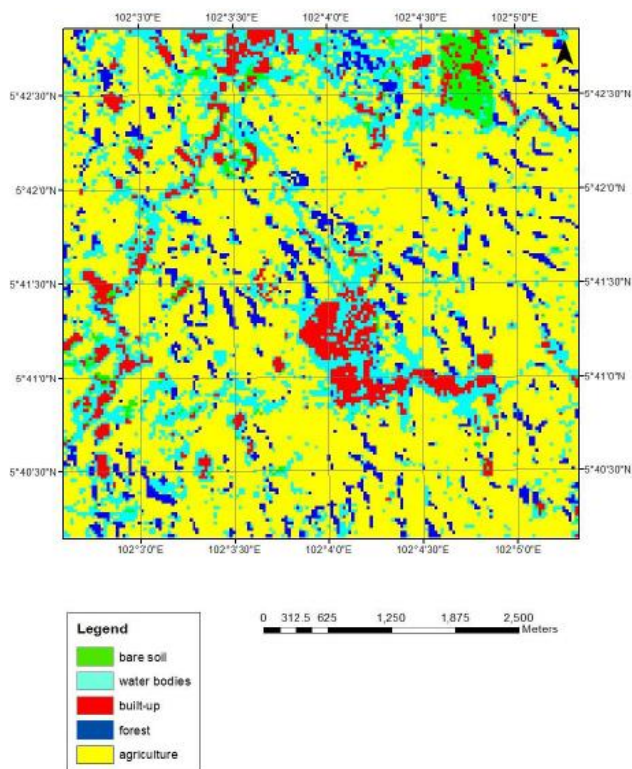 102°3'0"E 102°3'30"E 102°4'0"E 102°4'30"E 102°5'0"E
5°42'30"N 5°42'30"N
5°42'0"N 5°42'0"N
5°41'30"N 5°41'30"N
5°41'0"N 5°41'0"N
5°40'30"N 5°40'30"N
102°3'0"E 102°3'30"E 102°4'0"E 102°4'30"E 102°5'0"E
0 312.5 625 1,250 1,875 2,500
Meters
Legend
bare soil
water bodies
built-up
forest
agriculture